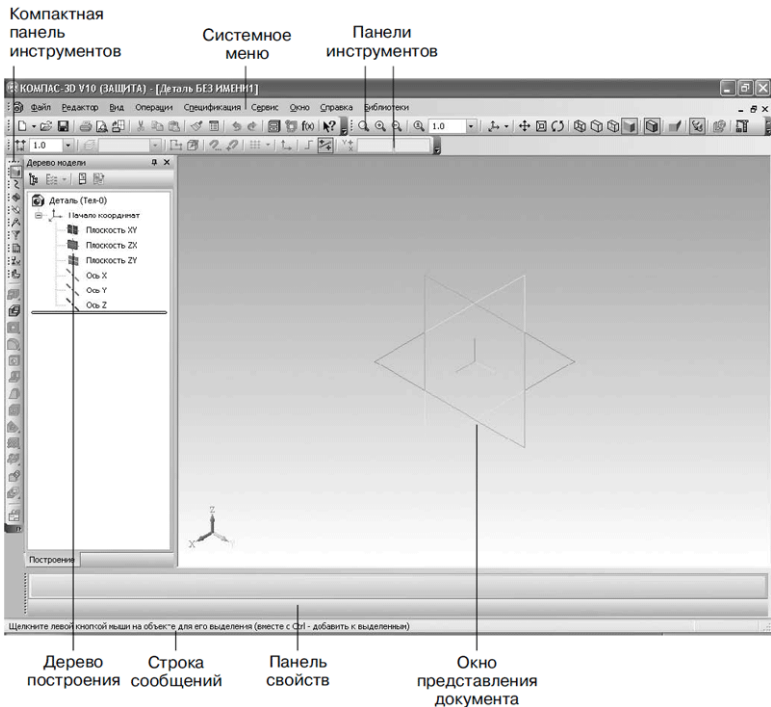 Компактная
панель
инструментов
Системное
меню
Панели
инструментов
КОМПАС-3D V10 (ЗАЩИТА) - [Деталь БЕЗ ИМЕНИ1]
Файл Редактор Вид Операции Спецификация Сервис Окно Справка Библиотеки
1.0
1.0
Дерево модели
Деталь (Тел-0)
Начало координат
Плоскость XY
Плоскость ZX
Плоскость ZY
Ось X
Ось Y
Ось Z
Z
X
Построение
Щелкните левой кнопкой мыши на объекте для его выделения (вместе с Ctrl - добавить к выделенным)
Дерево
построения
Строка
сообщений
Панель
свойств
Окно
представления
документа